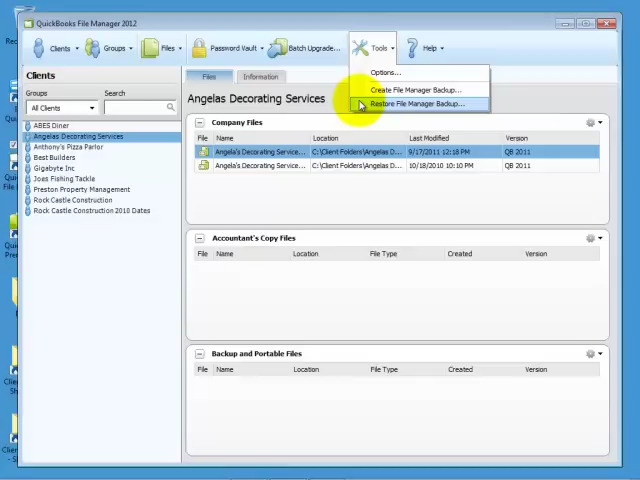 QuickBooks File Manager 2012
Clients
Groups
Files
Password Vault
Batch Upgrade...
Tools
Help
Options...
Create File Manager Backup...
Restore File Manager Backup...
Clients
Groups
Search
All Clients
ABES Diner
Angelas Decorating Services
Anthony's Pizza Parlor
Best Builders
Gigabyte Inc
Joes Fishing Tackle
Preston Property Management
Rock Castle Construction
Rock Castle Construction 2010 Dates
Files
Information
Angelas Decorating Services
Company Files
File Name Location Last Modified Version
Angela's Decorating Service... C:\Client Folders\Angelas D... 9/17/2011 12:18 PM QB 2011
Angela's Decorating Service... C:\Client Folders\Angelas D... 10/18/2010 10:10 PM QB 2011
Accountant's Copy Files
File Name Location File Type Created Version
Backup and Portable Files
File Name Location File Type Created Version